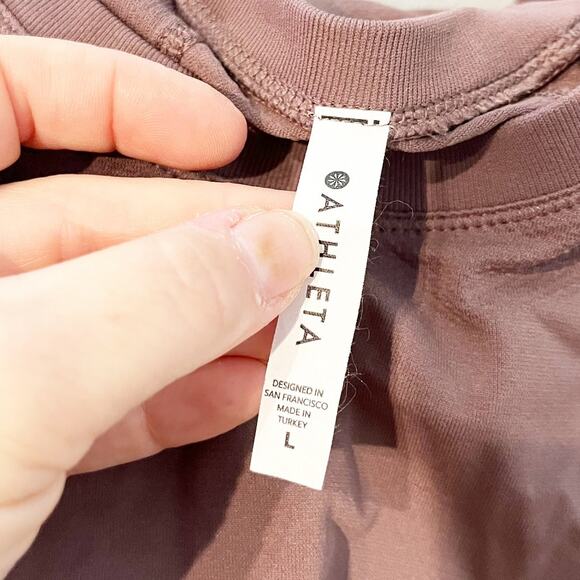 ATHLETA
DESIGNED IN
SAN FRANCISCO
MADE IN
TURKEY
L